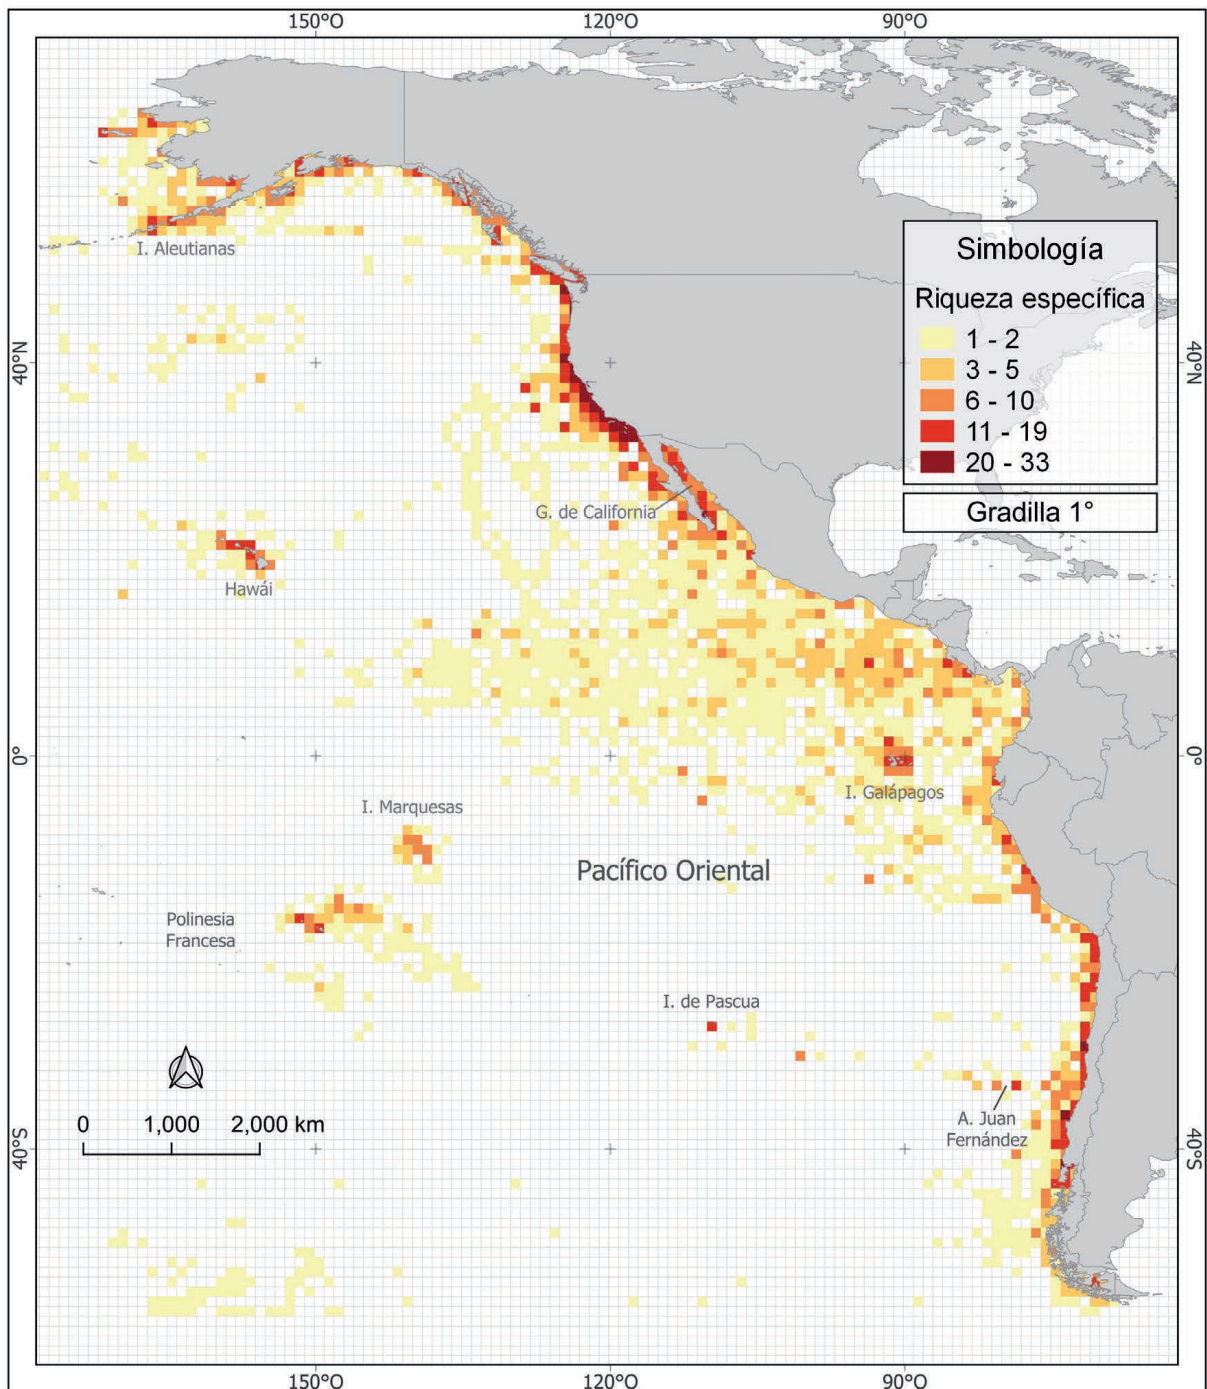 150°O
120°O
90°O
I. Aleutianas
Simbología
Riqueza específica
1 - 2
3 - 5
6 - 10
11 - 19
20 - 33
Gradilla 1°
40°N
40°N
G. de California
Hawái
0°
0°
I. Galápagos
I. Marquesas
Pacífico Oriental
Polinesia
Francesa
I. de Pascua
0
1,000
2,000 km
A. Juan
Fernández
40°S
40°S
150°O
120°O
90°O